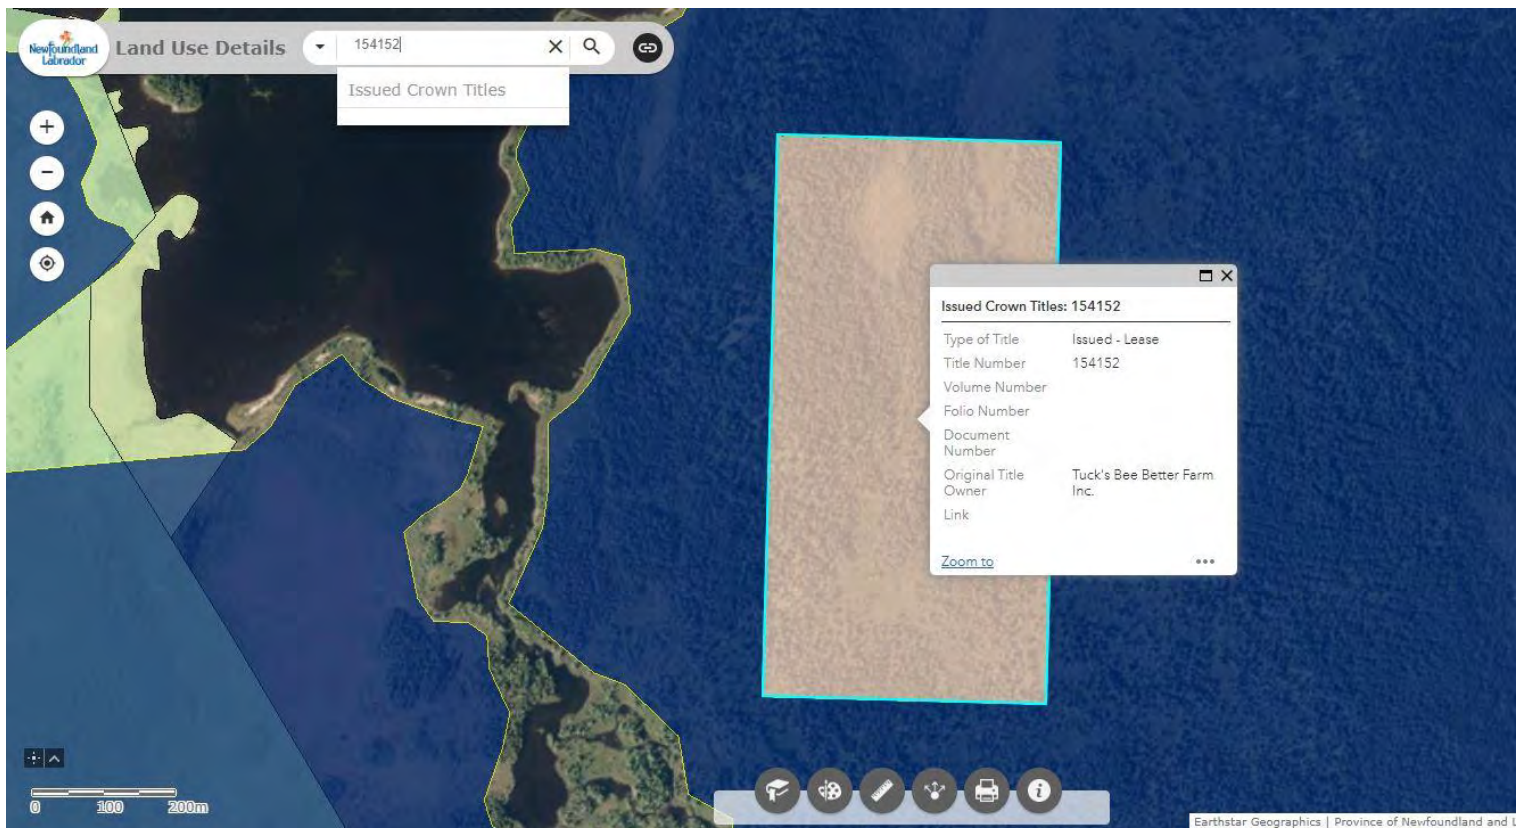 Newfoundland
Labrador
Land Use Details
154152
Issued Crown Titles
Issued Crown Titles: 154152
Type of Title Issued - Lease
Title Number 154152
Volume Number
Folio Number
Document
Number
Original Title Tuck's Bee Better Farm
Owner Inc.
Link
Zoom to
0 100 200m
Earthstar Geographics | Province of Newfoundland and L